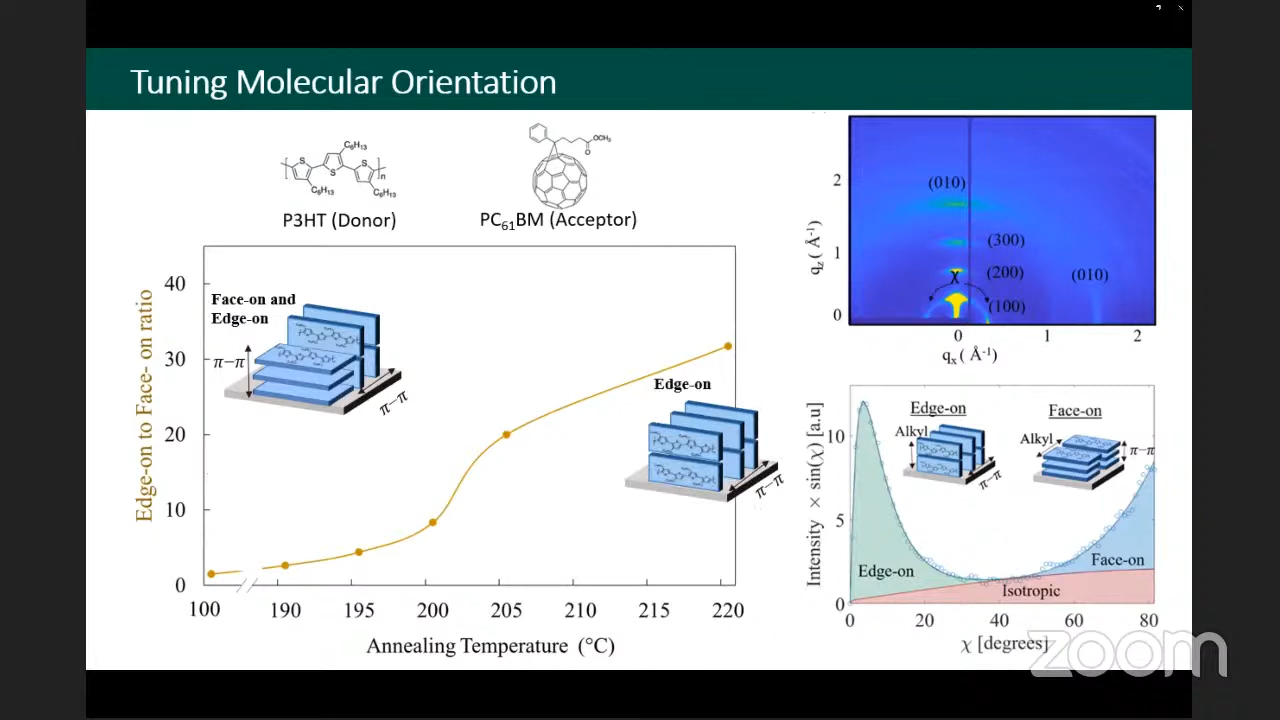 Tuning Molecular Orientation
C6H13
S
S
S
n
C6H13
C6H13
OCH3
O
P3HT (Donor)
PC61BM (Acceptor)
Edge-on to Face- on ratio
40
30
20
10
0
Face-on and
Edge-on
π–π
π–π
Edge-on
π–π
100
190
195
200
205
210
215
220
Annealing Temperature (°C)
qz( Å-1)
2
1
0
(010)
(300)
(200)
χ
(010)
(100)
0
1
2
qx( Å-1)
Intensity × sin(χ) [a.u]
10
5
0
Edge-on
Alkyl
π–π
Face-on
Alkyl
π–π
Edge-on
Face-on
Isotropic
0
20
40
60
80
χ [degrees]
zoom